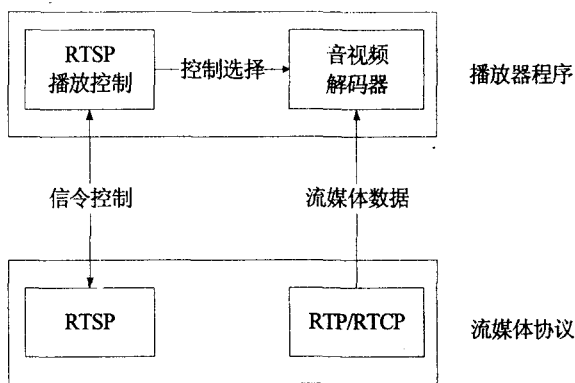 RTSP
播放控制
控制选择
音视频
解码器
播放器程序
信令控制
流媒体数据
RTSP
RTP/RTCP
流媒体协议